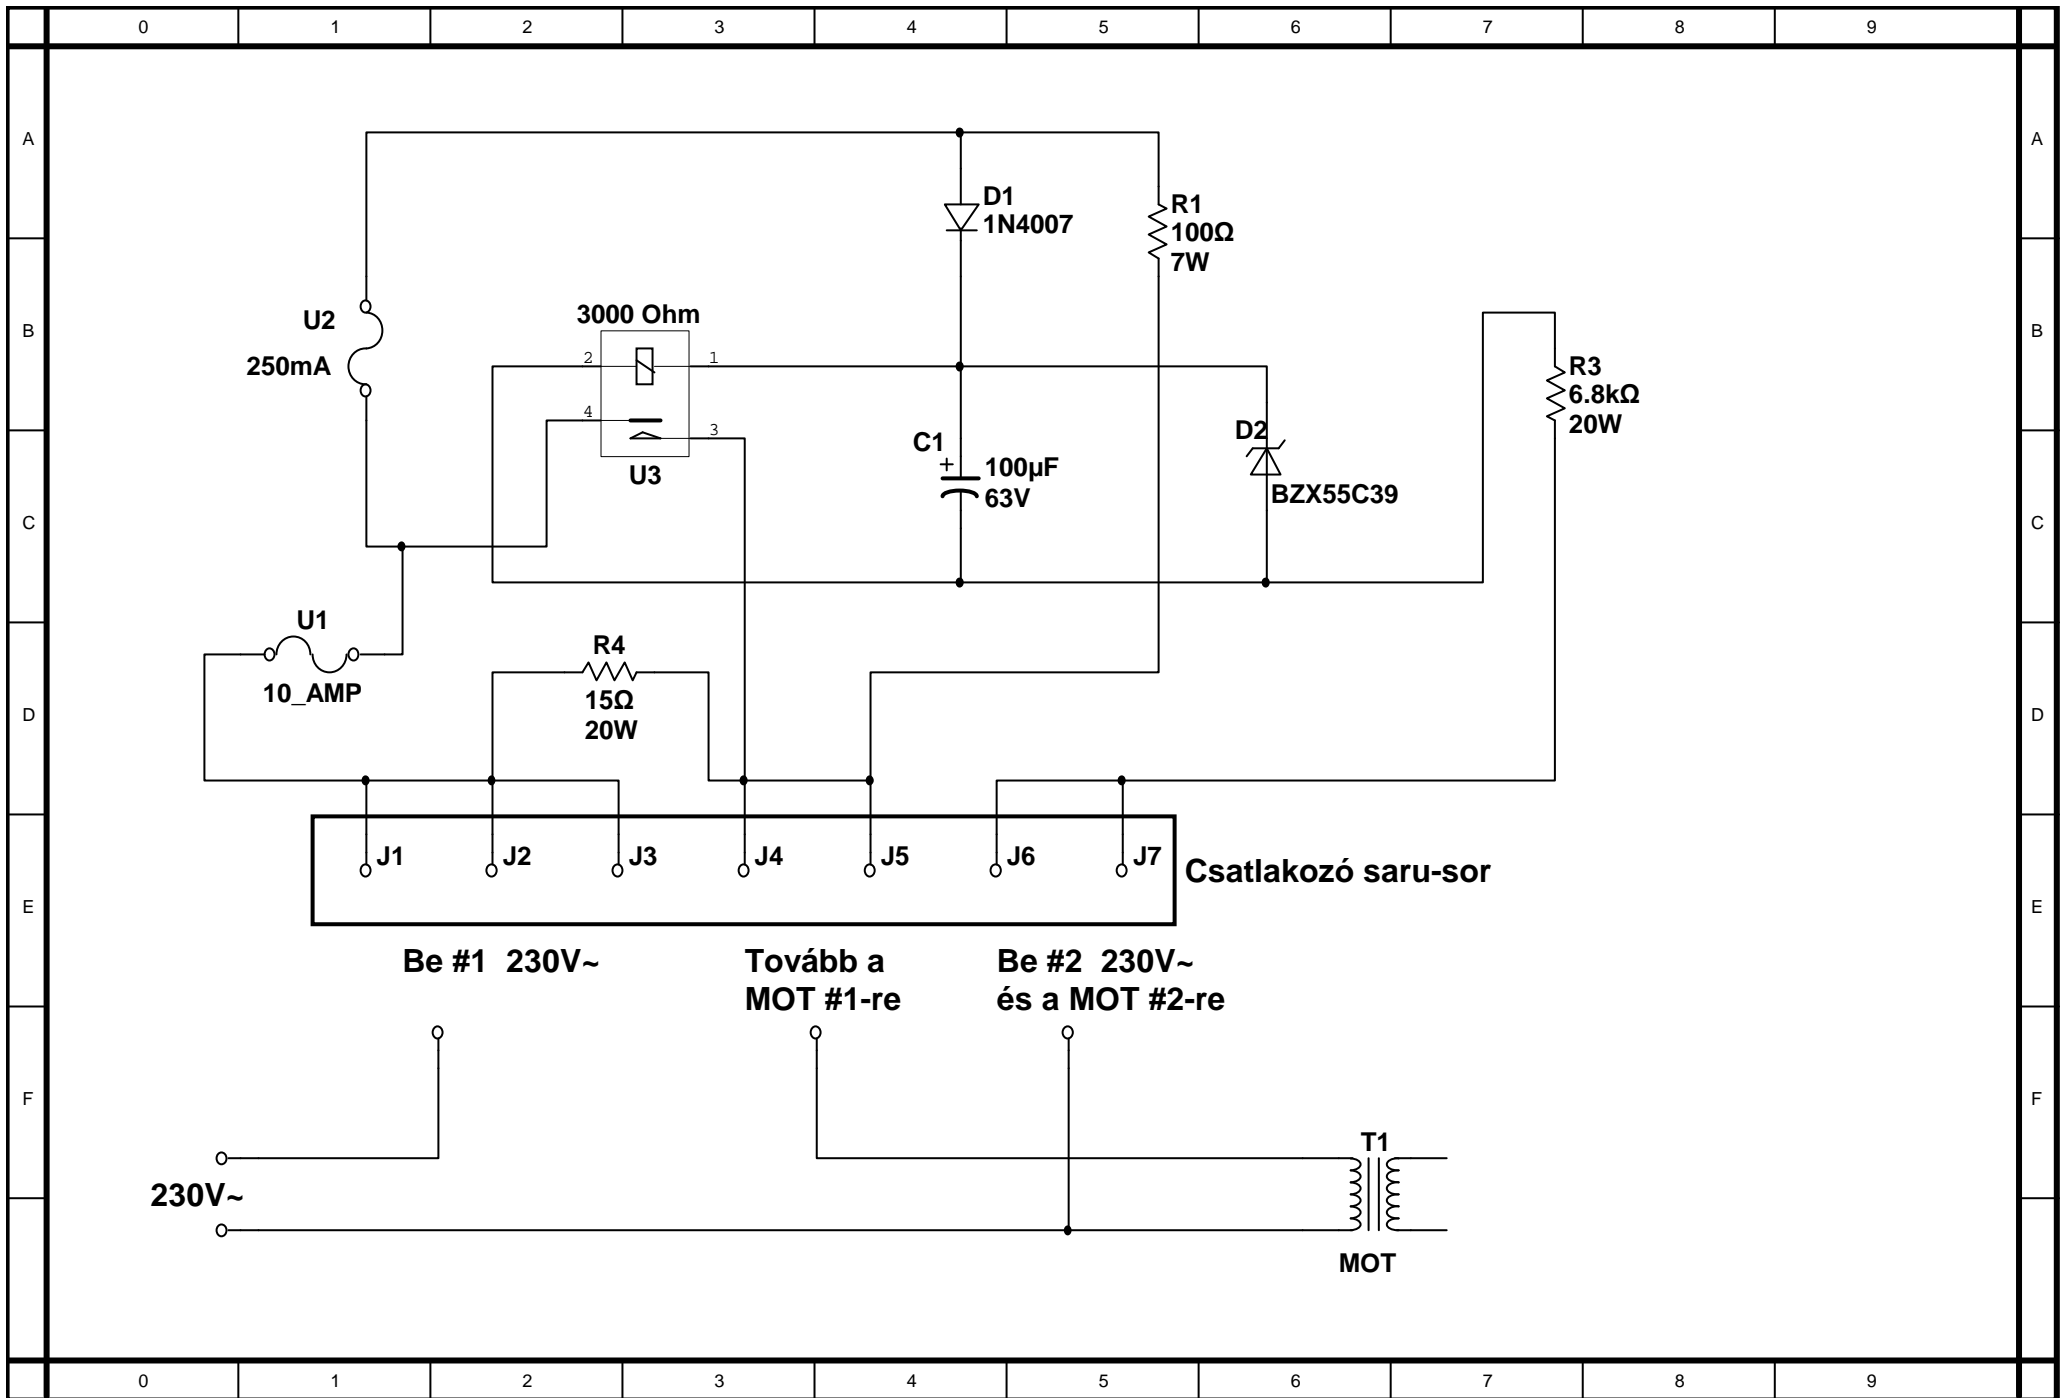 0 1 2 3 4 5 6 7 8 9
A A
D1
1N4007
R1
100Ω
7W
B B
U2
250mA
3000 Ohm
2 1
4 3
U3
R3
6.8kΩ
20W
C1
+
100µF
63V
D2
BZX55C39
C C
U1
10_AMP
R4
15Ω
20W
D D
J1 J2 J3 J4 J5 J6 J7
Csatlakozó saru-sor
E E
Be #1 230V~
Tovább a
MOT #1-re
Be #2 230V~
és a MOT #2-re
F F
230V~
T1
MOT
0 1 2 3 4 5 6 7 8 9